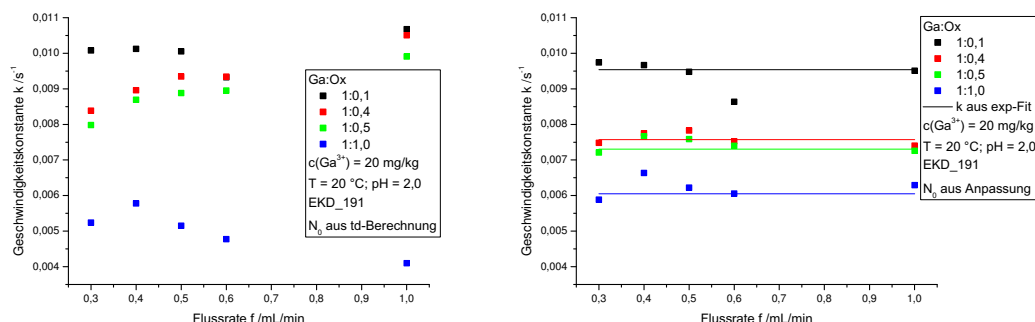 0,011
0,010
0,009
0,008
0,007
0,006
0,005
0,004
Geschwindigkeitskonstante k /s⁻¹
0,3 0,4 0,5 0,6 0,7 0,8 0,9 1,0
Flussrate f /mL/min
Ga:Ox
1:0,1
1:0,4
1:0,5
1:1,0
c(Ga³⁺) = 20 mg/kg
T = 20 °C; pH = 2,0
EKD_191
N₀ aus td-Berechnung
0,011
0,010
0,009
0,008
0,007
0,006
0,005
0,004
Geschwindigkeitskonstante k /s⁻¹
0,3 0,4 0,5 0,6 0,7 0,8 0,9 1,0
Flussrate f /mL/min
Ga:Ox
1:0,1
1:0,4
1:0,5
1:1,0
k aus exp-Fit
c(Ga³⁺) = 20 mg/kg
T = 20 °C; pH = 2,0
EKD_191
N₀ aus Anpassung